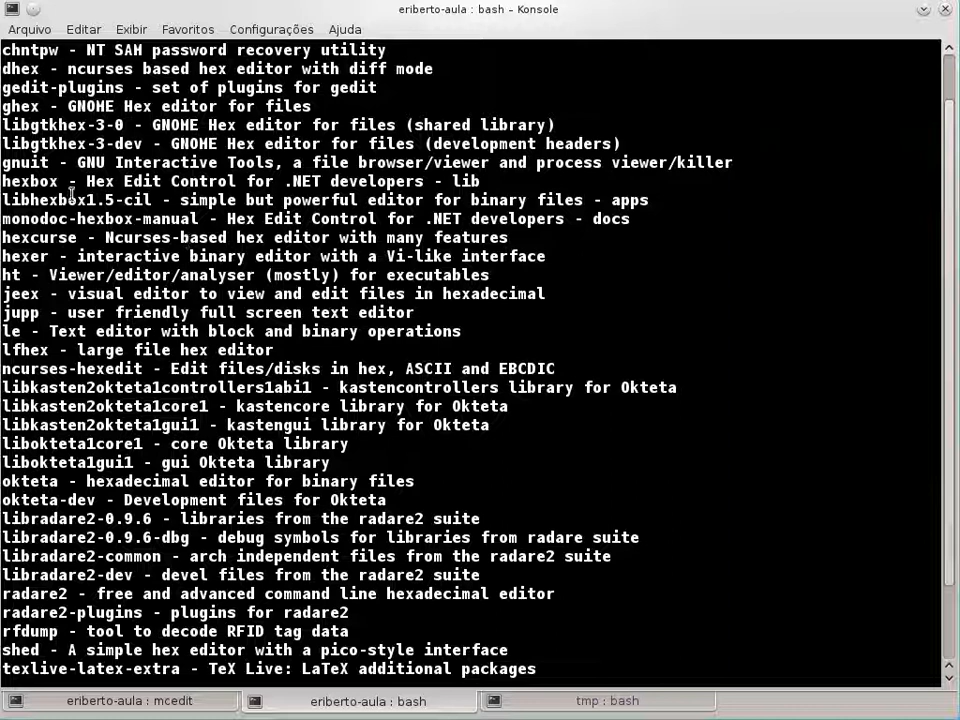 eriberto-aula : bash – Konsole
Arquivo Editar Exibir Favoritos Configurações Ajuda
chntpw - NT SAM password recovery utility
dhex - ncurses based hex editor with diff mode
gedit-plugins - set of plugins for gedit
ghex - GNOME Hex editor for files
libgtkhex-3-0 - GNOME Hex editor for files (shared library)
libgtkhex-3-dev - GNOME Hex editor for files (development headers)
gnuit - GNU Interactive Tools, a file browser/viewer and process viewer/killer
hexbox - Hex Edit Control for .NET developers - lib
libhexbox1.5-cil - simple but powerful editor for binary files - apps
monodoc-hexbox-manual - Hex Edit Control for .NET developers - docs
hexcurse - Ncurses-based hex editor with many features
hexer - interactive binary editor with a Vi-like interface
ht - Viewer/editor/analyser (mostly) for executables
jeex - visual editor to view and edit files in hexadecimal
jupp - user friendly full screen text editor
le - Text editor with block and binary operations
lfhex - large file hex editor
ncurses-hexedit - Edit files/disks in hex, ASCII and EBCDIC
libkasten2okteta1controllers1abi1 - kastencontrollers library for Okteta
libkasten2okteta1core1 - kastencore library for Okteta
libkasten2okteta1gui1 - kastengui library for Okteta
libokteta1core1 - core Okteta library
libokteta1gui1 - gui Okteta library
okteta - hexadecimal editor for binary files
okteta-dev - Development files for Okteta
libradare2-0.9.6 - libraries from the radare2 suite
libradare2-0.9.6-dbg - debug symbols for libraries from radare suite
libradare2-common - arch independent files from the radare2 suite
libradare2-dev - devel files from the radare2 suite
radare2 - free and advanced command line hexadecimal editor
radare2-plugins - plugins for radare2
rfdump - tool to decode RFID tag data
shed - A simple hex editor with a pico-style interface
texlive-latex-extra - TeX Live: LaTeX additional packages
eriberto-aula : mcedit eriberto-aula : bash tmp : bash